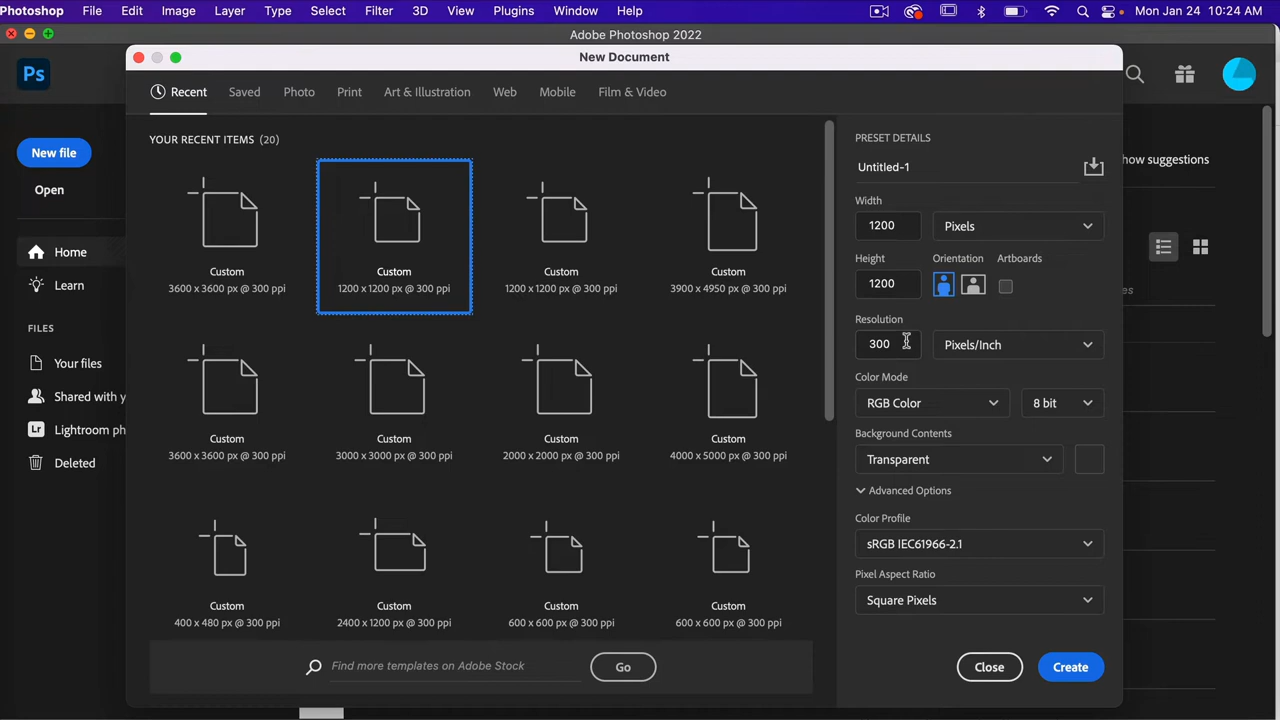 Photoshop File Edit Image Layer Type Select Filter 3D View Plugins Window Help Mon Jan 24 10:24 AM
Adobe Photoshop 2022
New Document
Ps
Recent Saved Photo Print Art & Illustration Web Mobile Film & Video
New file
Open
Home
Learn
FILES
Your files
Shared with y
Lr Lightroom ph
Deleted
YOUR RECENT ITEMS (20)
Custom Custom Custom Custom
3600 x 3600 px @ 300 ppi 1200 x 1200 px @ 300 ppi 1200 x 1200 px @ 300 ppi 3900 x 4950 px @ 300 ppi
Custom Custom Custom Custom
3600 x 3600 px @ 300 ppi 3000 x 3000 px @ 300 ppi 2000 x 2000 px @ 300 ppi 4000 x 5000 px @ 300 ppi
Custom Custom Custom Custom
400 x 480 px @ 300 ppi 2400 x 1200 px @ 300 ppi 600 x 600 px @ 300 ppi 600 x 600 px @ 300 ppi
Find more templates on Adobe Stock Go
PRESET DETAILS
Untitled-1
Width
1200 Pixels
Height Orientation Artboards
1200
Resolution
300 Pixels/Inch
Color Mode
RGB Color 8 bit
Background Contents
Transparent
Advanced Options
Color Profile
sRGB IEC61966-2.1
Pixel Aspect Ratio
Square Pixels
Close Create
how suggestions
es